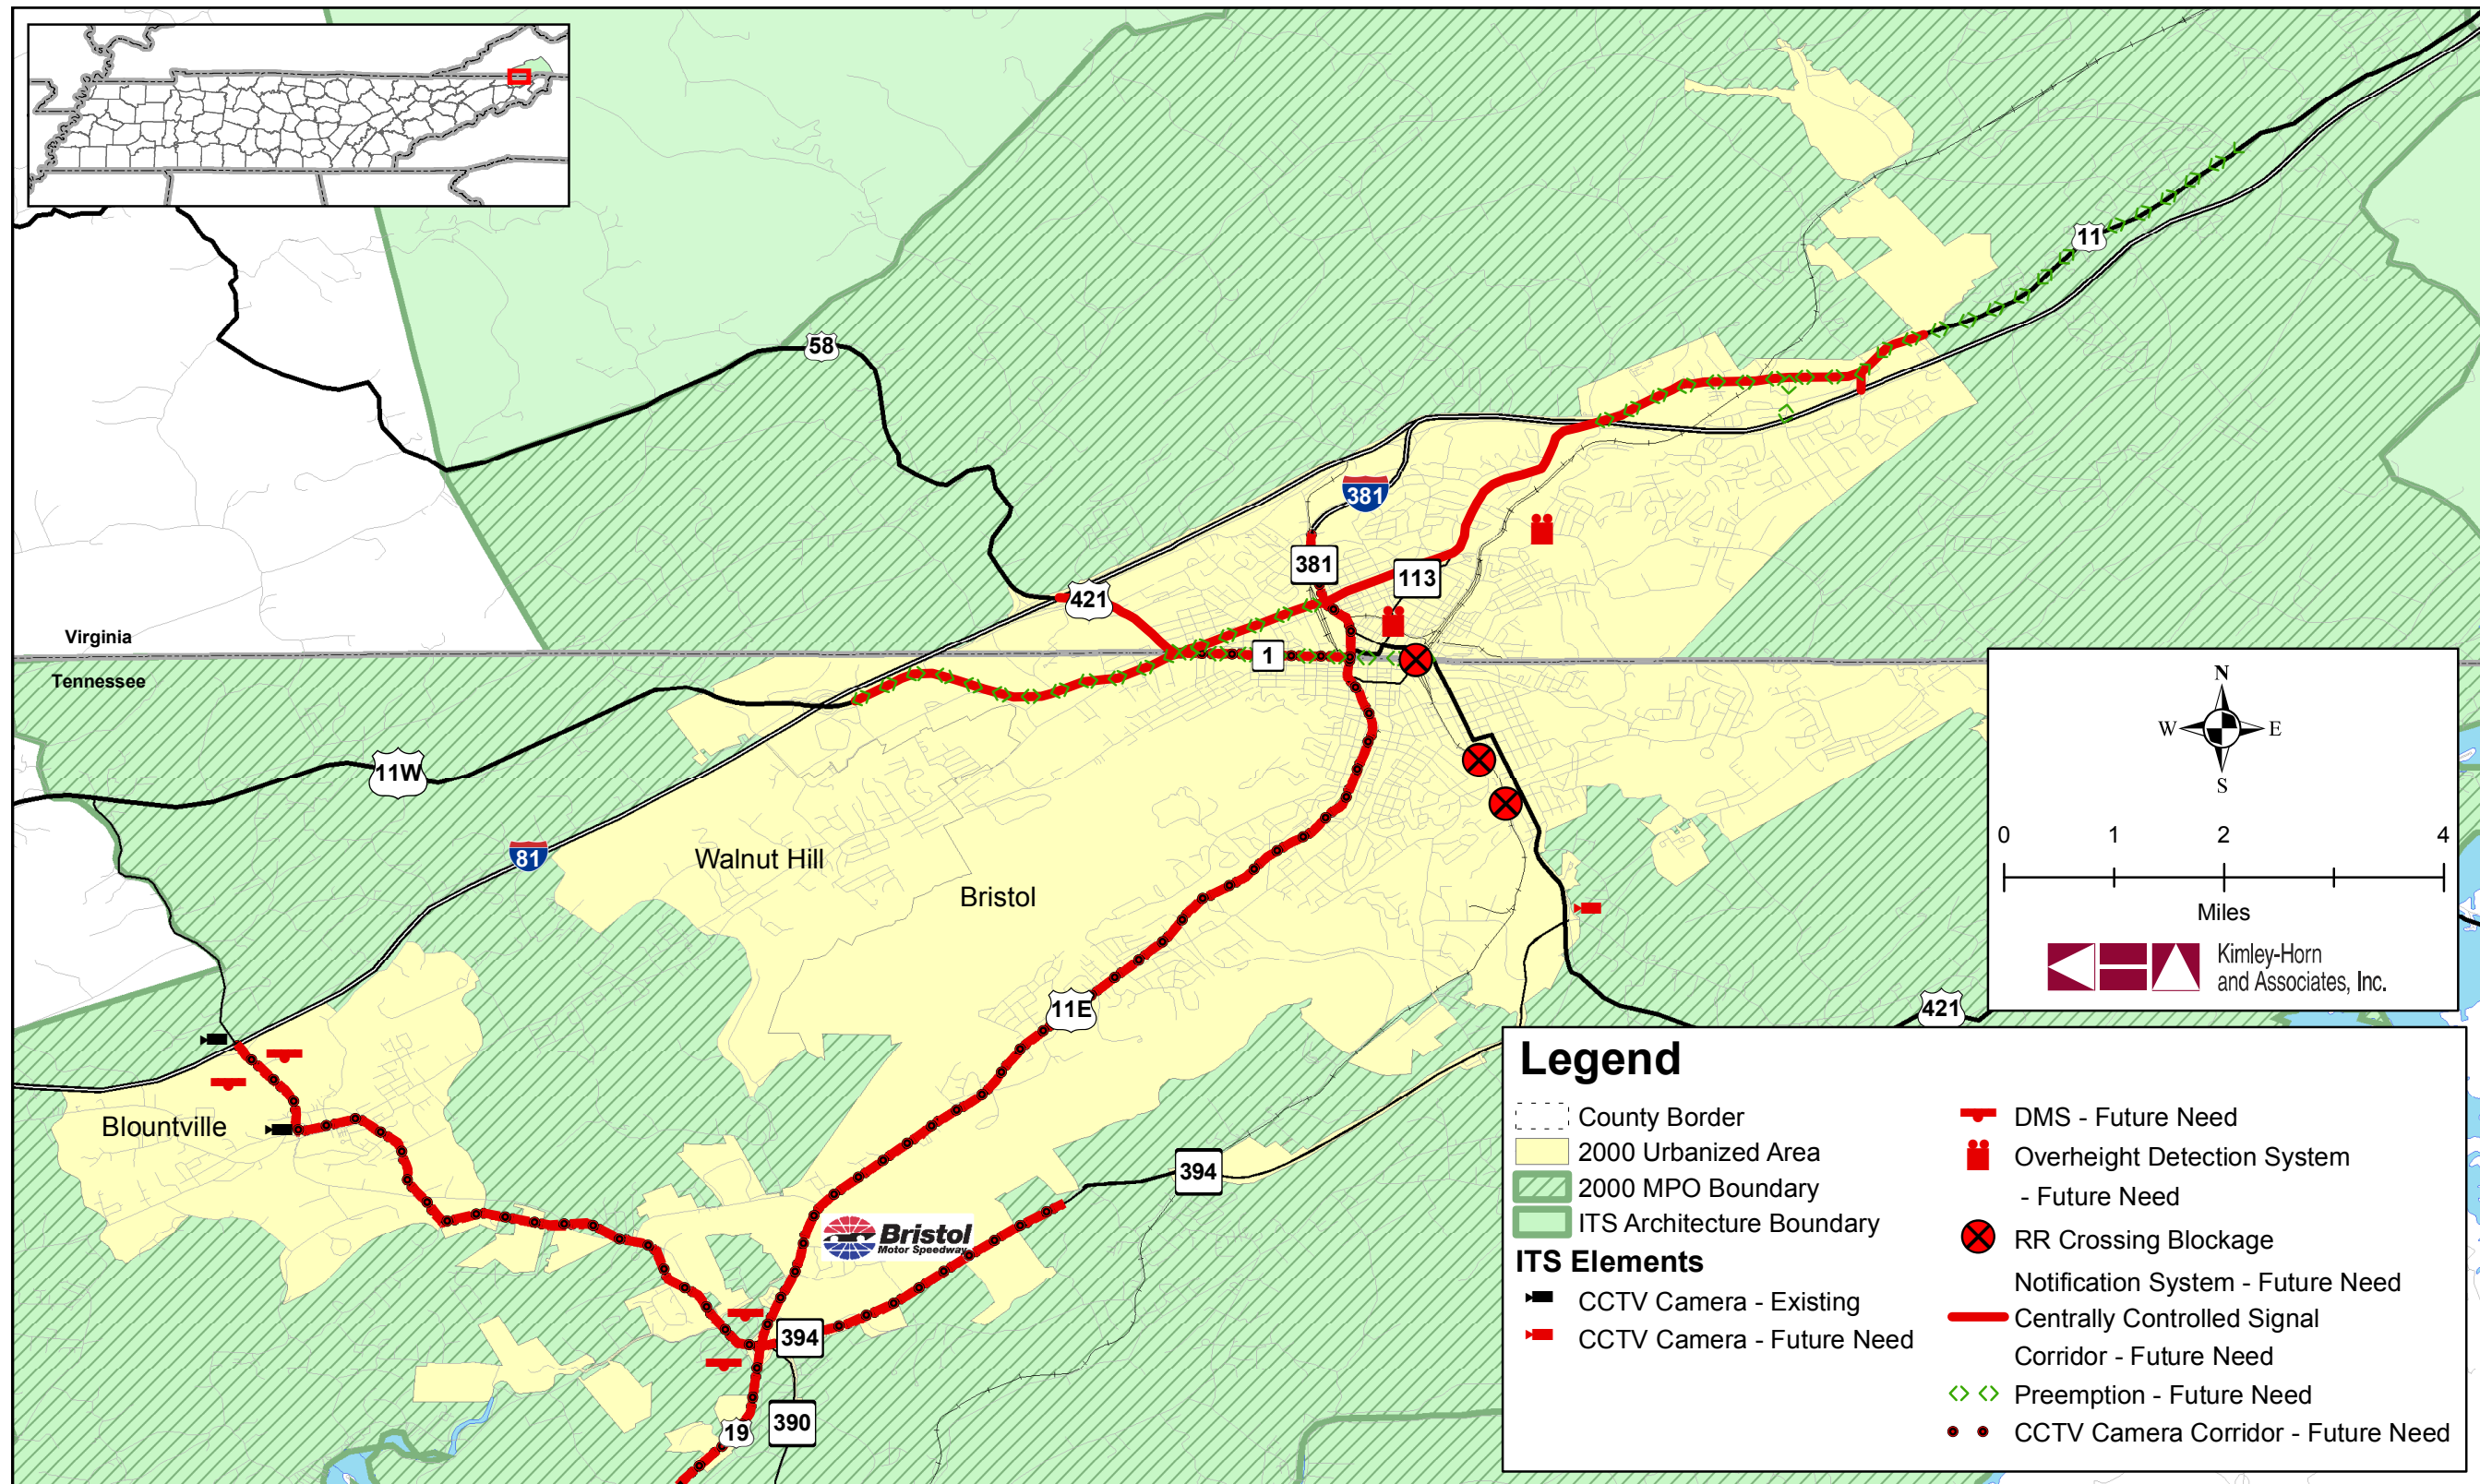 11
58
381
381
113
421
Virginia
1
Tennessee
11W
81
Walnut Hill
Bristol
11E
421
Blountville
394
Bristol
Motor Speedway
394
390
19
N
W E
S
0 1 2 4
Miles
Kimley-Horn
and Associates, Inc.
Legend
County Border
2000 Urbanized Area
2000 MPO Boundary
ITS Architecture Boundary
ITS Elements
CCTV Camera - Existing
CCTV Camera - Future Need
DMS - Future Need
Overheight Detection System
- Future Need
RR Crossing Blockage
Notification System - Future Need
Centrally Controlled Signal
Corridor - Future Need
Preemption - Future Need
CCTV Camera Corridor - Future Need